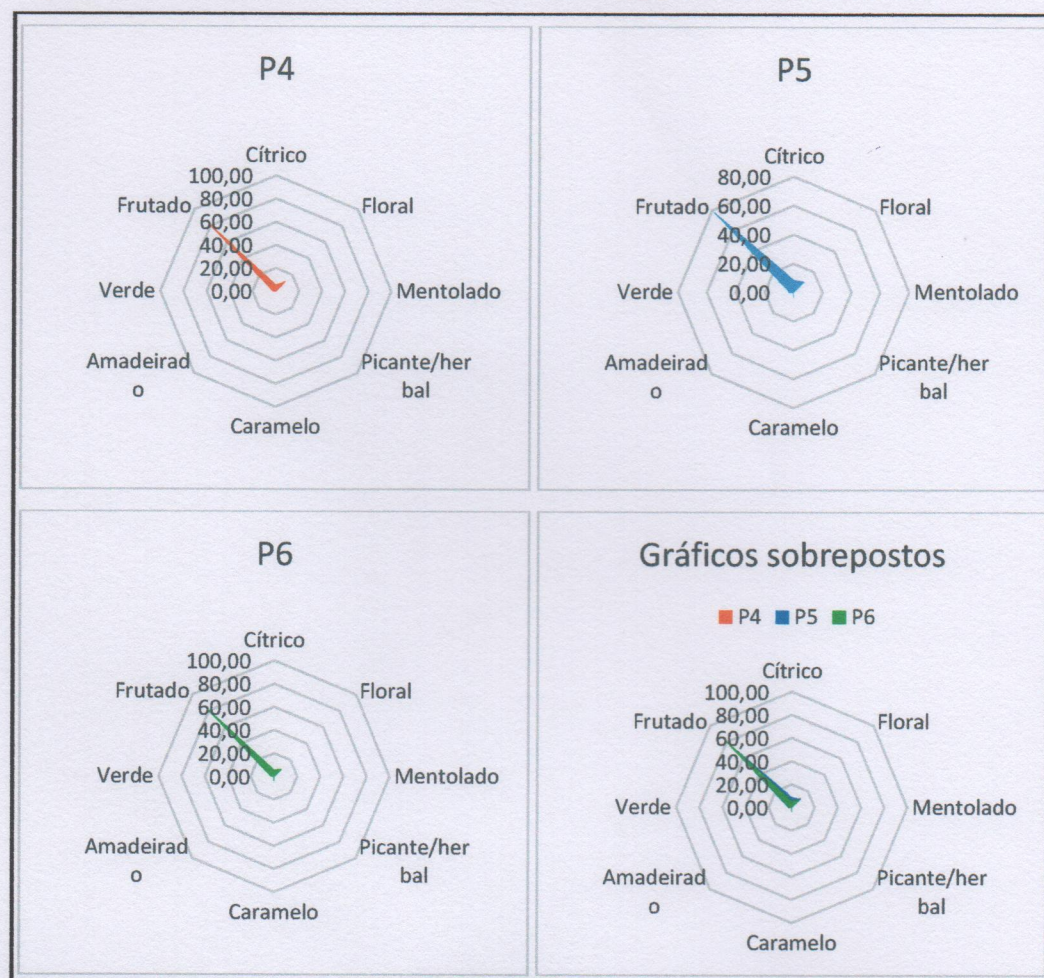 P4
Cítrico
100,00
80,00
60,00
40,00
20,00
0,00
Floral
Mentolado
Picante/her
bal
Caramelo
Amadeirad
o
Verde
Frutado
P5
Cítrico
80,00
60,00
40,00
20,00
0,00
Floral
Mentolado
Picante/her
bal
Caramelo
Amadeirad
o
Verde
Frutado
P6
Cítrico
100,00
80,00
60,00
40,00
20,00
0,00
Floral
Mentolado
Picante/her
bal
Caramelo
Amadeirad
o
Verde
Frutado
Gráficos sobrepostos
P4 P5 P6
Cítrico
100,00
80,00
60,00
40,00
20,00
0,00
Floral
Mentolado
Picante/her
bal
Caramelo
Amadeirad
o
Verde
Frutado